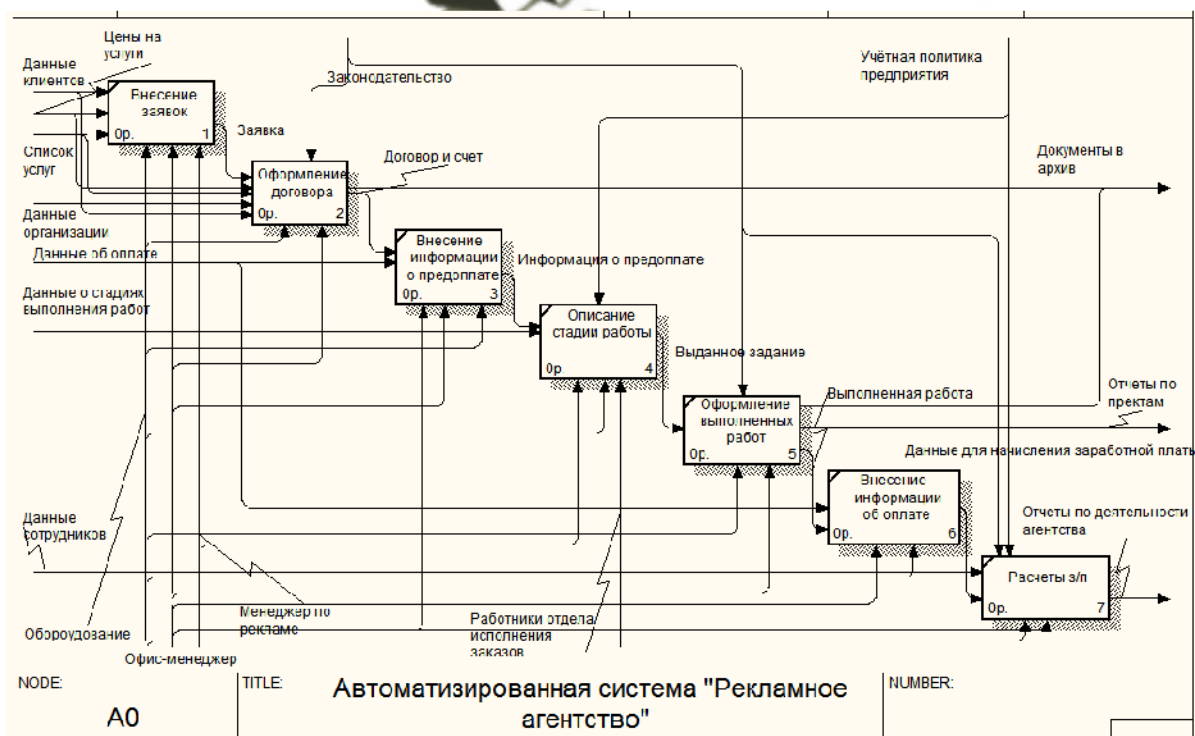 Цены на
услуги
Данные
клиентов
Законодательство
Учётная политика
предприятия
Внесение
заявок
0р. 1
Заявка
Список
услуг
Оформление
договора
0р. 2
Договор и счет
Документы в
архив
Данные
организации
Данные об оплате
Внесение
информации
о предоплате
0р. 3
Информация о предоплате
Данные о стадиях
выполнения работ
Описание
стадии работы
0р 4
Выданное задание
Оформление
выполненных
работ
0р. 5
Выполненная работа
Отчеты по
пректам
Данные для начисления заработной плать
Внесение
информации
об оплате
0р. 6
Данные
сотрудников
Отчеты по деятельности
агентства
Расчеты з/п
0р. 7
Оборoудование
Менеджер по
рекламе
Работники отдела
исполнения
заказов
Офис-менеджер
NODE:
A0
TITLE:
Автоматизированная система "Рекламное
агентство"
NUMBER: